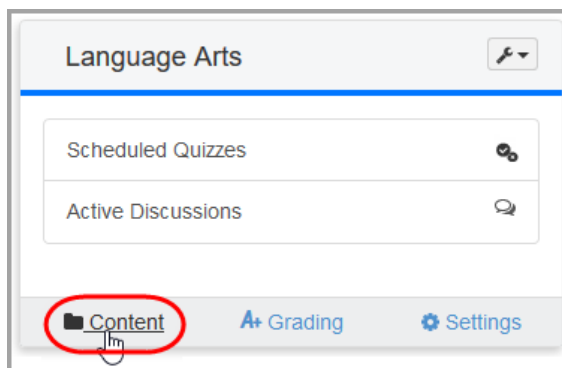 Language Arts
Scheduled Quizzes
Active Discussions
Content A+ Grading Settings